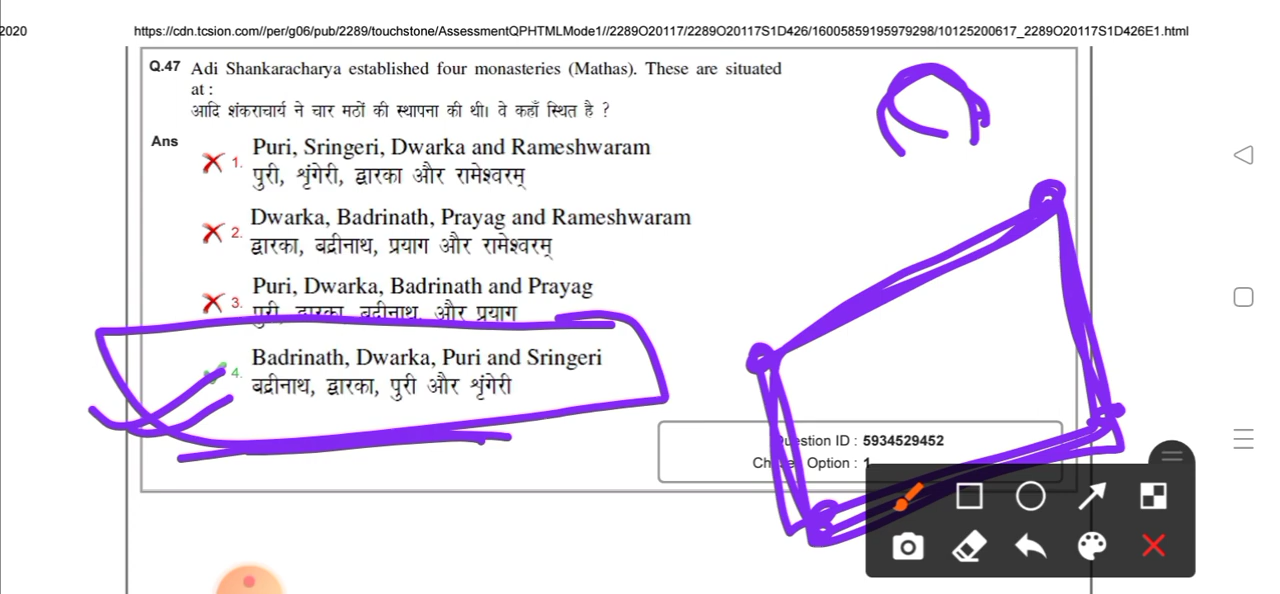 2020
https://cdn.tcsion.com//per/g06/pub/2289/touchstone/AssessmentQPHTMLMode1//2289O20117/2289O20117S1D426/16005859195979298/10125200617_2289O20117S1D426E1.html
Q.47 Adi Shankaracharya established four monasteries (Mathas). These are situated
at :
आदि शंकराचार्य ने चार मठों की स्थापना की थी। वे कहाँ स्थित है ?
Ans
1. Puri, Sringeri, Dwarka and Rameshwaram
पुरी, श्रृंगेरी, द्वारका और रामेश्वरम्
2. Dwarka, Badrinath, Prayag and Rameshwaram
द्वारका, बद्रीनाथ, प्रयाग और रामेश्वरम्
3. Puri, Dwarka, Badrinath and Prayag
पुरी, द्वारका, बद्रीनाथ, और प्रयाग
4. Badrinath, Dwarka, Puri and Sringeri
बद्रीनाथ, द्वारका, पुरी और श्रृंगेरी
Question ID : 5934529452
Chosen Option : 1